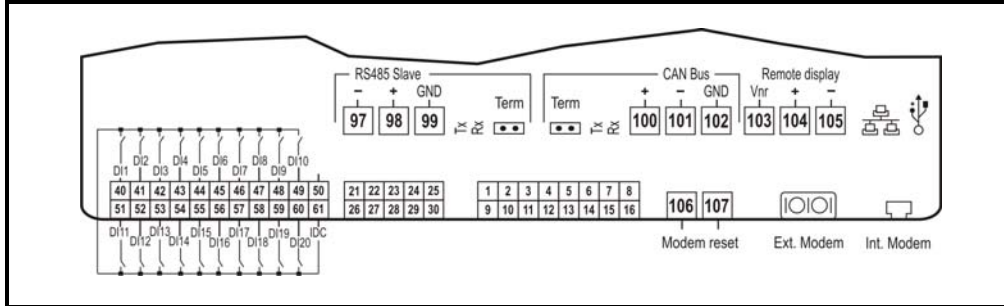 RS485 Slave
CAN Bus
Remote display
− + GND
+ − GND
Vnr + −
Term
Term
97 98 99
Tx
Rx
Tx
Rx
100 101 102 103 104 105
DI2 DI4 DI6 DI8 DI10
DI1 DI3 DI5 DI7 DI9
40 41 42 43 44 45 46 47 48 49 50
51 52 53 54 55 56 57 58 59 60 61
21 22 23 24 25
26 27 28 29 30
1 2 3 4 5 6 7 8
9 10 11 12 13 14 15 16
106 107
IOIOI
DI11 DI13 DI15 DI17 DI19 IDC
DI12 DI14 DI16 DI18 DI20
Modem reset
Ext. Modem
Int. Modem